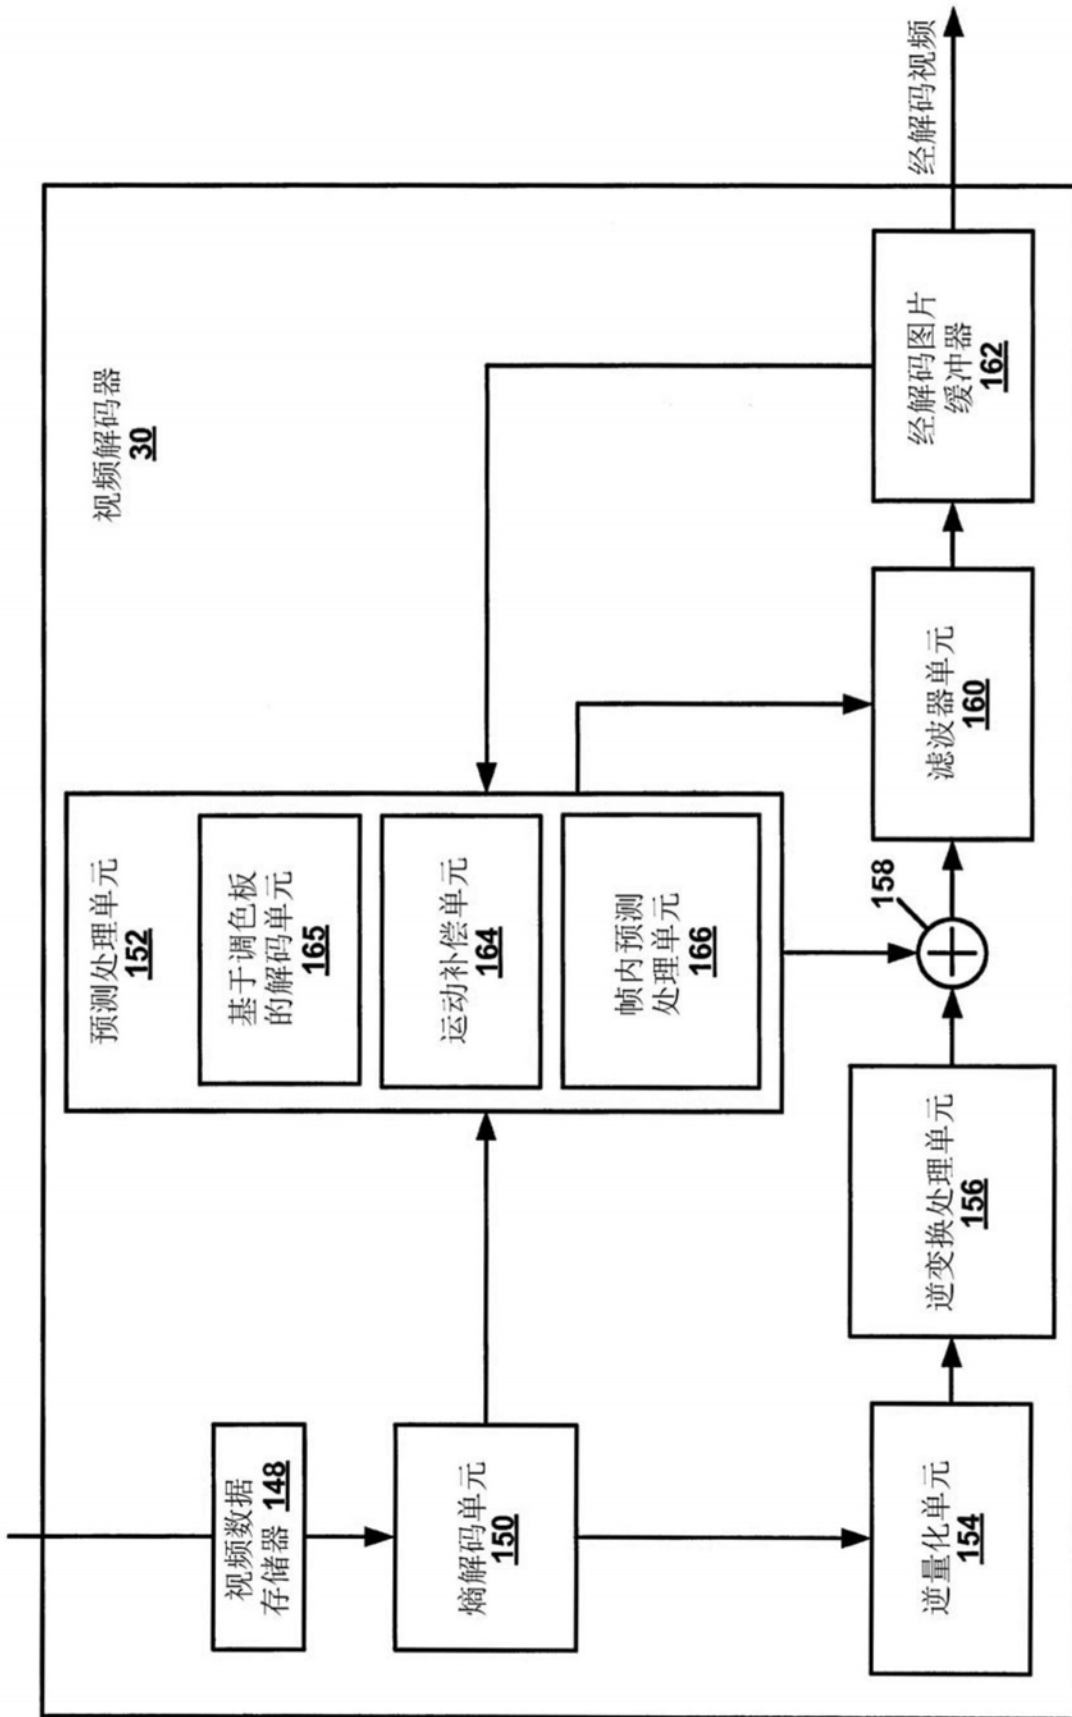 视频解码器
30
视频数据
存储器 148
熵解码单元
150
预测处理单元
152
基于调色板
的解码单元
165
运动补偿单元
164
帧内预测
处理单元
166
逆量化单元
154
逆变换处理单元
156
158
滤波器单元
160
经解码图片
缓冲器
162
经解码视频